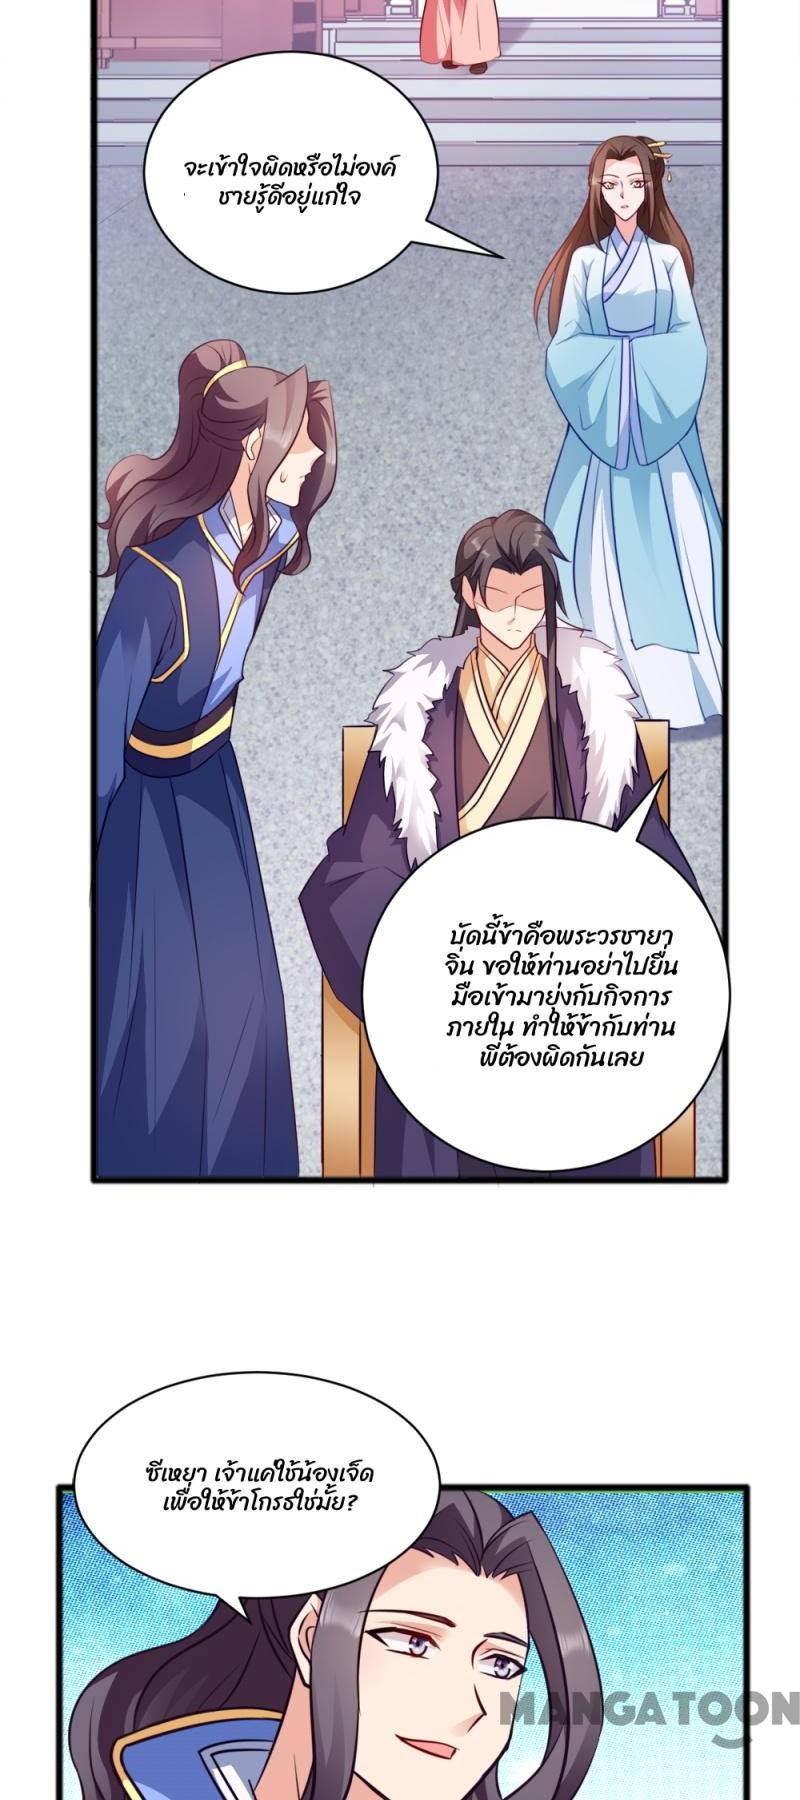 จะเข้าใจผิดหรือไม่องค์
ชายรู้ดีอยู่แก่ใจ
บัดนี้ข้าคือพระวรชายา
จิ่น ขอให้ท่านอย่าไปยื่น
มือเข้ามายุ่งกับกิจการ
ภายใน ทำให้ข้ากับท่าน
พี่ต้องผิดกันเลย
ซีเหยา เจ้าแค่ใช้น้องเจ็ด
เพื่อให้ข้าโกรธใช่มั้ย?
MANGATOON